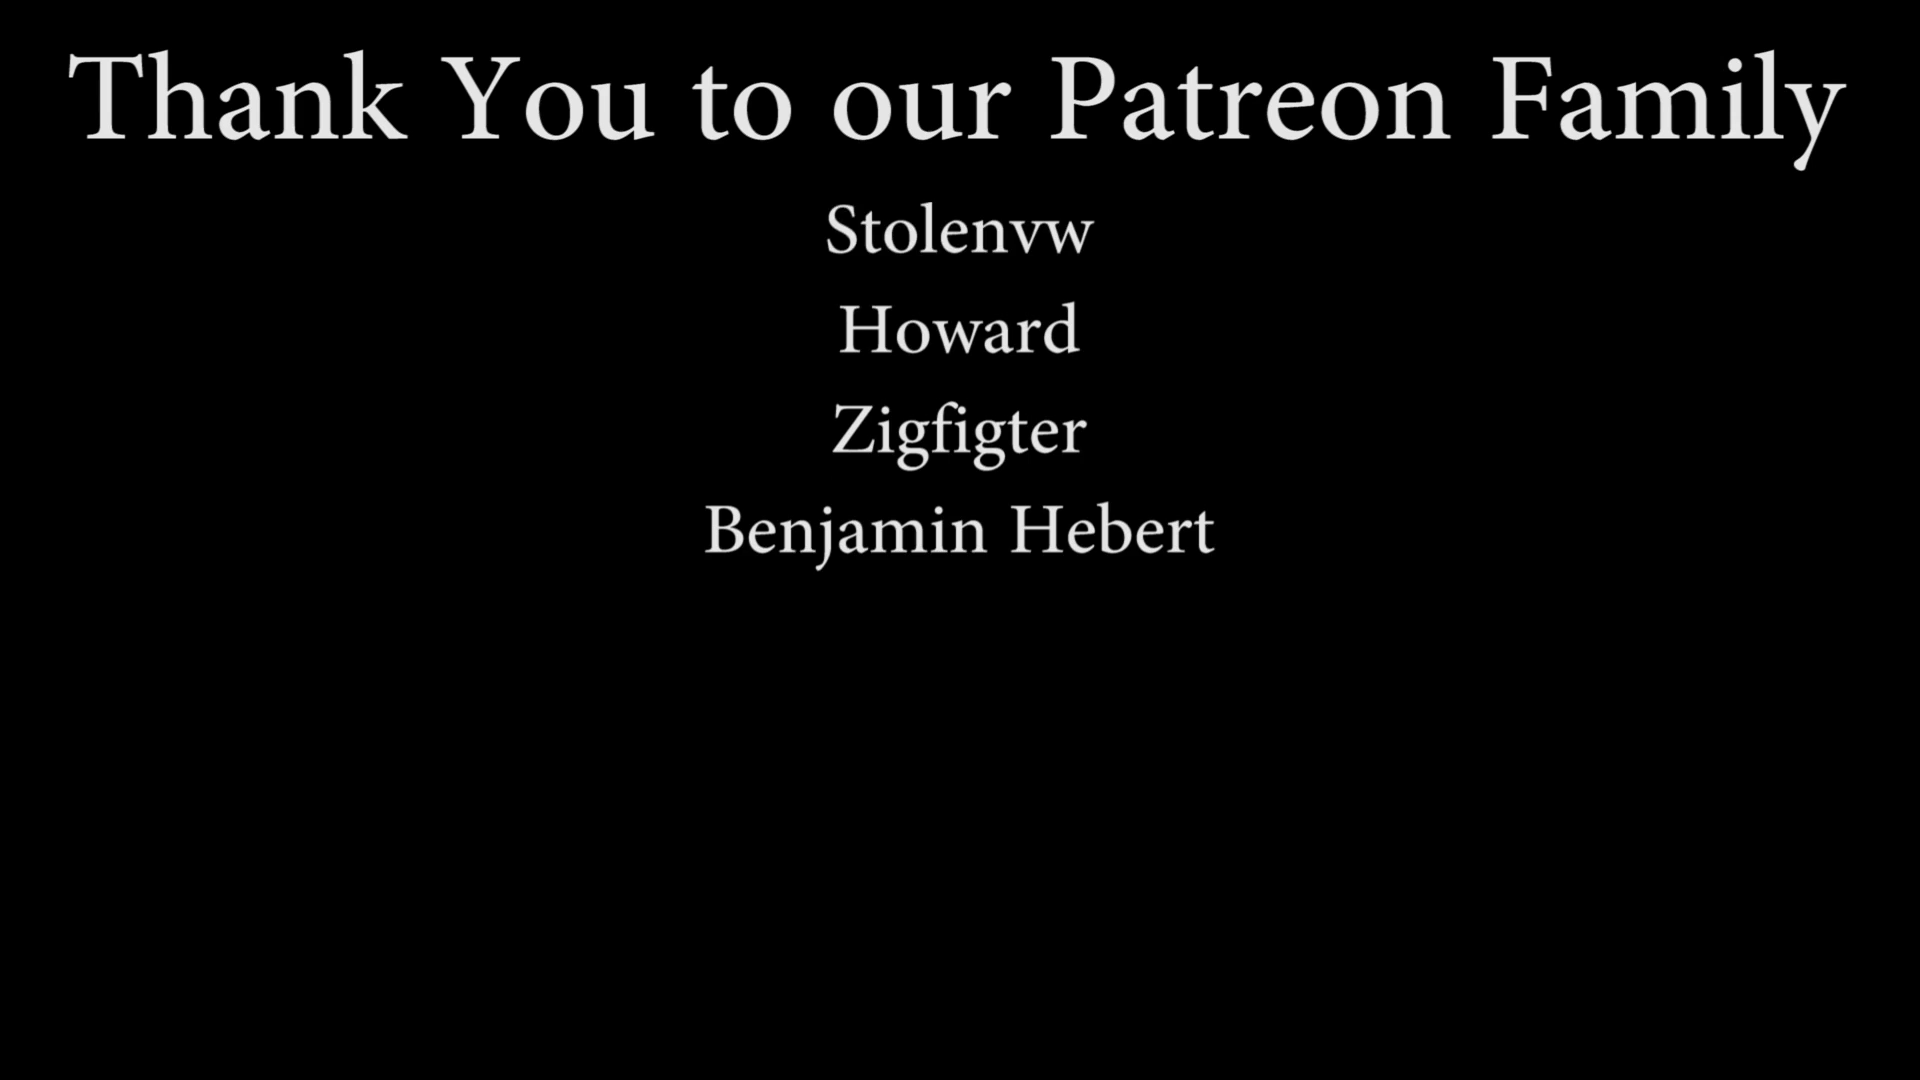 Thank You to our Patreon Family
Stolenvw
Howard
Zigfigter
Benjamin Hebert